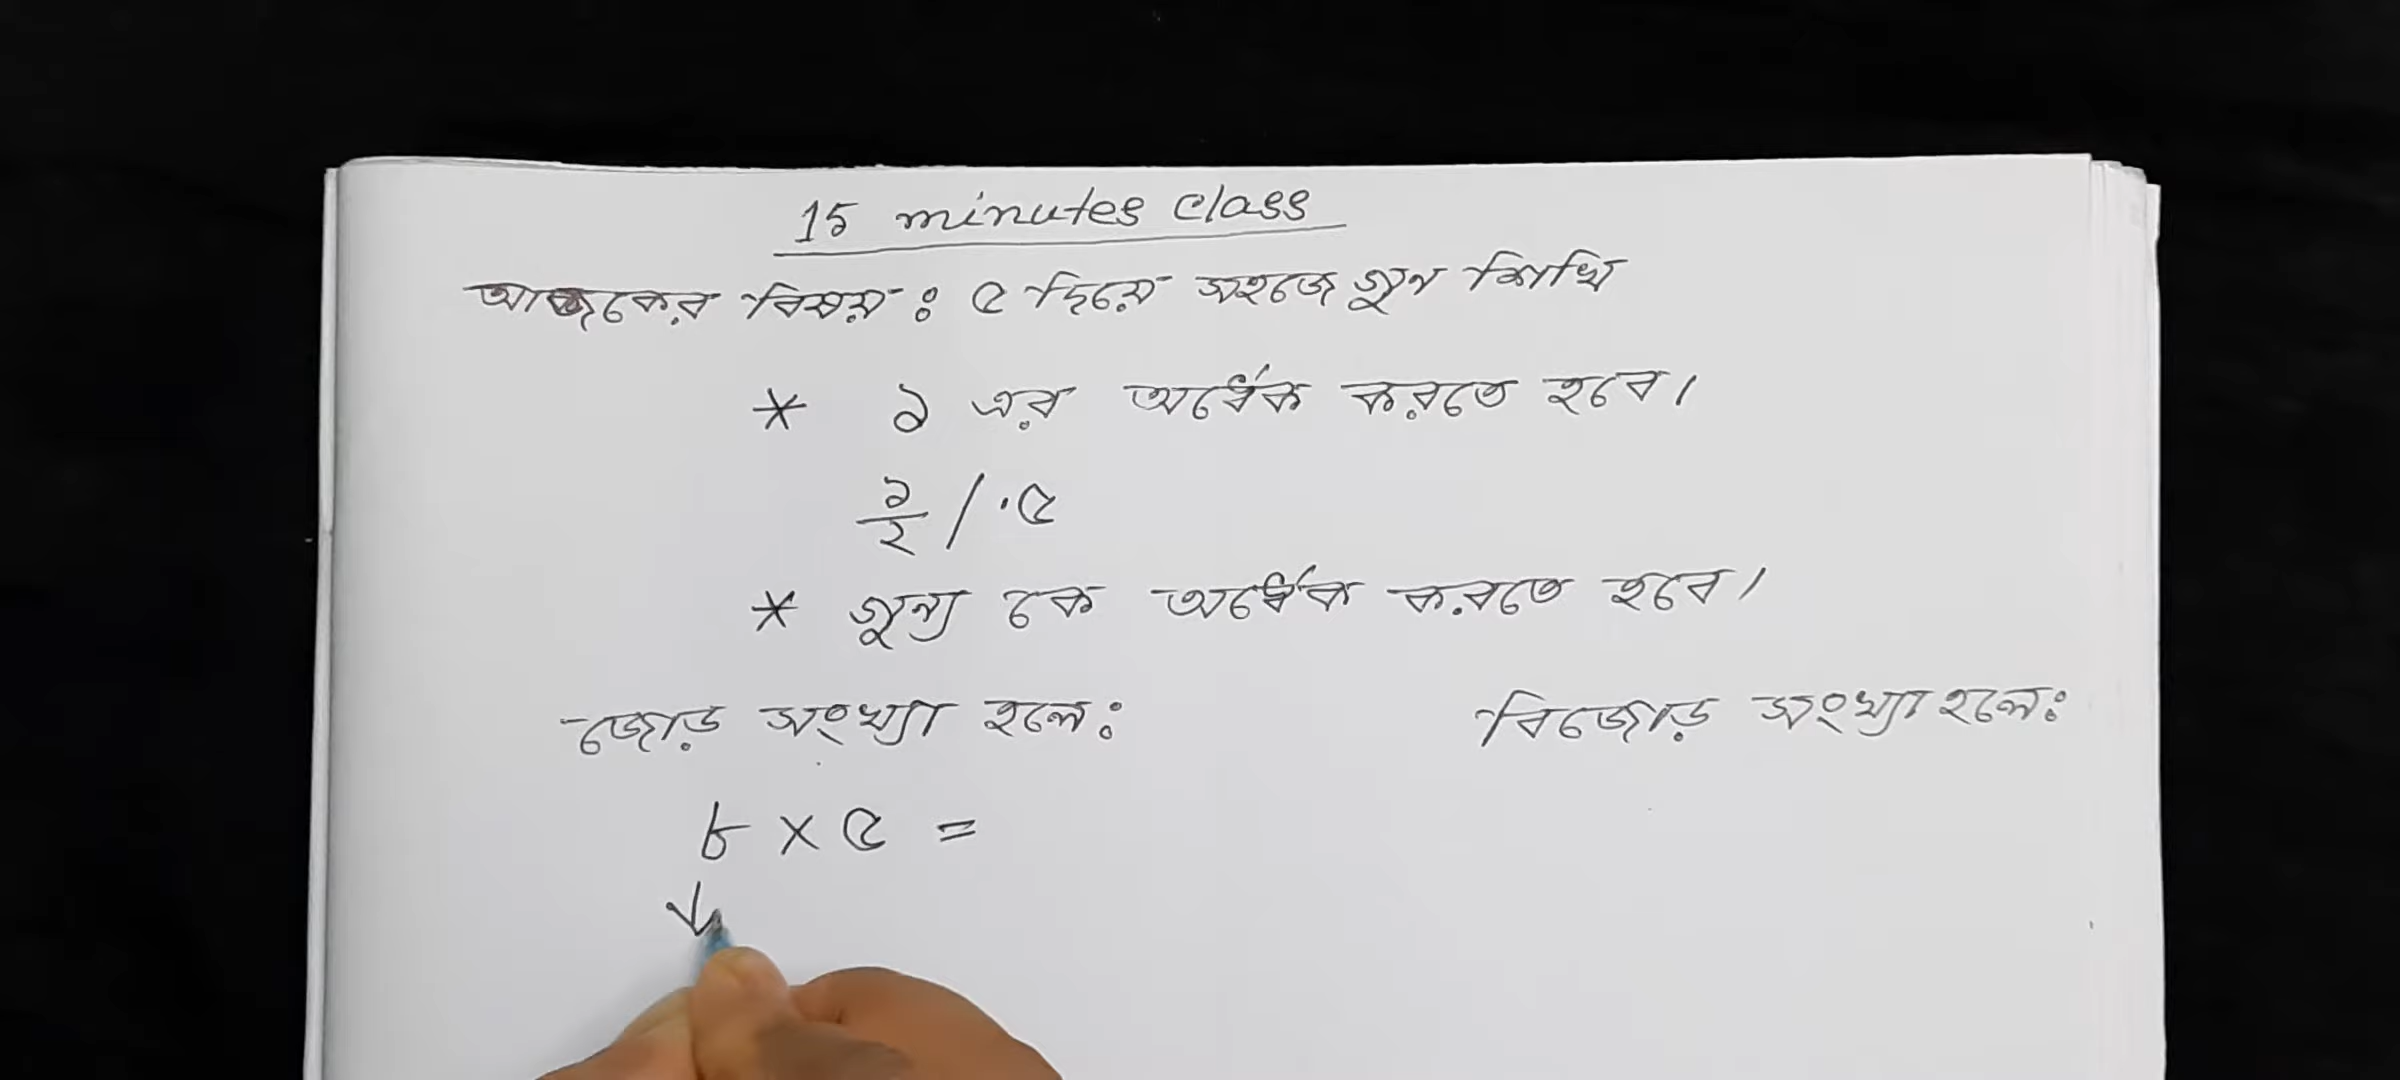 15 minutes class
আজকের বিষয়ঃ ৫ দিয়ে সহজে গুন শিখি
* ১ এর অর্ধেক করতে হবে।
১/২ / .৫
* গুন্য কে অর্ধেক করতে হবে।
জোড় সংখ্যা হলেঃ বিজোড় সংখ্যা হলেঃ
৮ × ৫ =